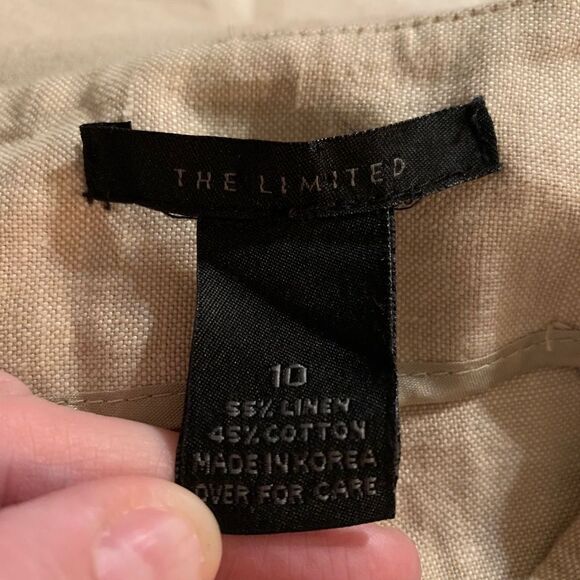 THE LIMITED
10
55% LINEN
45% COTTON
MADE IN KOREA
OVER FOR CARE